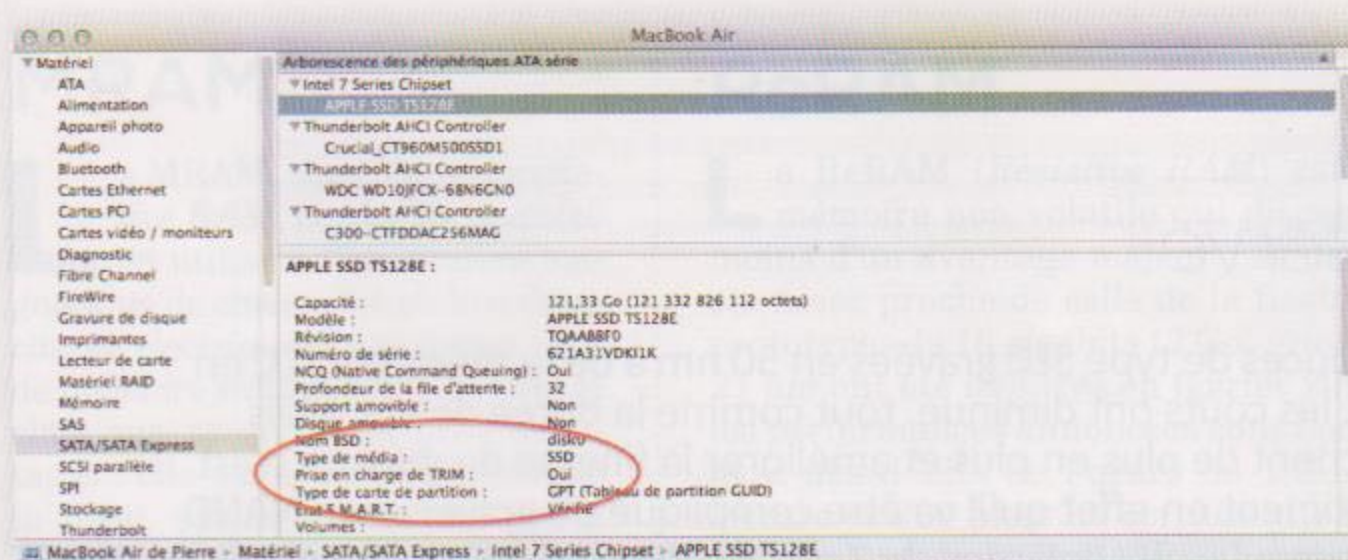 MacBook Air
Matériel
ATA
Alimentation
Appareil photo
Audio
Bluetooth
Cartes Ethernet
Cartes PCI
Cartes vidéo / moniteurs
Diagnostic
Fibre Channel
FireWire
Gravure de disque
Imprimantes
Lecteur de carte
Matériel RAID
Mémoire
SAS
SATA/SATA Express
SCSI parallèle
SPI
Stockage
Thunderbolt
Arborescence des périphériques ATA série
Intel 7 Series Chipset
APPLE SSD TS128E
Thunderbolt AHCI Controller
Crucial_CT960M500SSD1
Thunderbolt AHCI Controller
WDC WD10JFCX-68N6GN0
Thunderbolt AHCI Controller
C300-CTFDDAC256MAG
APPLE SSD TS128E :
Capacité : 121,33 Go (121 332 826 112 octets)
Modèle : APPLE SSD TS128E
Révision : TQAABBF0
Numéro de série : 621A31VDKI1K
NCQ (Native Command Queuing) : Oui
Profondeur de la file d'attente : 32
Support amovible : Non
Disque amovible : Non
Nom BSD : disk0
Type de média : SSD
Prise en charge de TRIM : Oui
Type de carte de partition : GPT (Tableau de partition GUID)
État S.M.A.R.T. : Vérifié
Volumes :
MacBook Air de Pierre ▸ Matériel ▸ SATA/SATA Express ▸ Intel 7 Series Chipset ▸ APPLE SSD TS128E